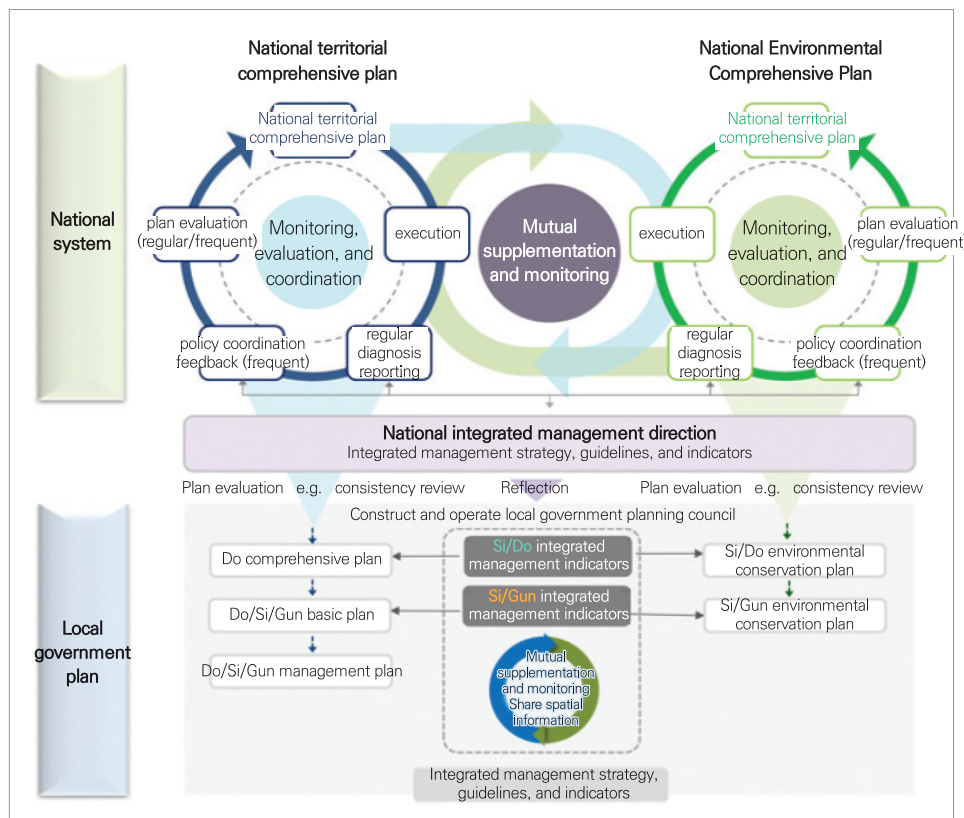 National territorial
comprehensive plan
National Environmental
Comprehensive Plan
National
system
National territorial
comprehensive plan
plan evaluation
(regular/frequent)
Monitoring,
evaluation, and
coordination
execution
policy coordination
feedback (frequent)
regular
diagnosis
reporting
Mutual
supplementation
and monitoring
National territorial
comprehensive plan
execution
Monitoring,
evaluation, and
coordination
plan evaluation
(regular/frequent)
regular
diagnosis
reporting
policy coordination
feedback (frequent)
National integrated management direction
Integrated management strategy, guidelines, and indicators
Plan evaluation e.g. consistency review
Reflection
Plan evaluation e.g. consistency review
Local
government
plan
Construct and operate local government planning council
Do comprehensive plan
Si/Do integrated
management indicators
Si/Do environmental
conservation plan
Do/Si/Gun basic plan
Si/Gun integrated
management indicators
Si/Gun environmental
conservation plan
Do/Si/Gun management plan
Mutual
supplementation
and monitoring
Share spatial
information
Integrated management strategy,
guidelines, and indicators